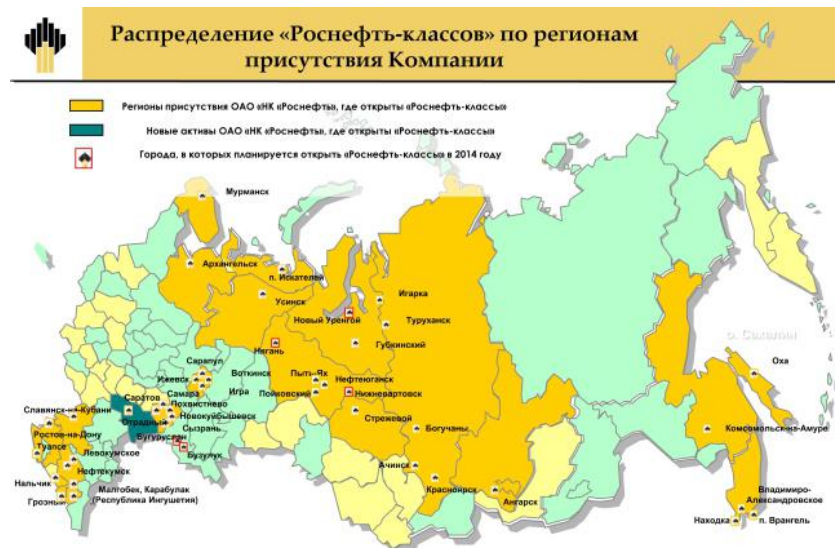 Распределение «Роснефть-классов» по регионам
присутствия Компании
Регионы присутствия ОАО «НК «Роснефть», где открыты «Роснефть-классы»
Новые активы ОАО «НК «Роснефть», где открыты «Роснефть-классы»
Города, в которых планируется открыть «Роснефть-классы» в 2014 году
Мурманск
Архангельск
п. Искателей
Усинск
Игарка
Новый Уренгой
Туруханск
Губкинский
о. Сахалин
Нягань
Оха
Сарапул
Воткинск
Пыть-Ях
Ижевск
Нефтеюганск
Игра
Самара
Пойковский
Нижневартовск
Саратов
Похвистнево
Славянск-на-Кубани
Новокуйбышевск
Стрежевой
Отрадный
Сызрань
Богучаны
Комсомольск-на-Амуре
Ростов-на-Дону
Бугуруслан
Туапсе
Левокумское
Бузулук
Нефтекумск
Ачинск
Нальчик
Красноярск
Владимиро-
Александровское
Грозный
Малгобек, Карабулак
(Республика Ингушетия)
Ангарск
Находка
п. Врангель